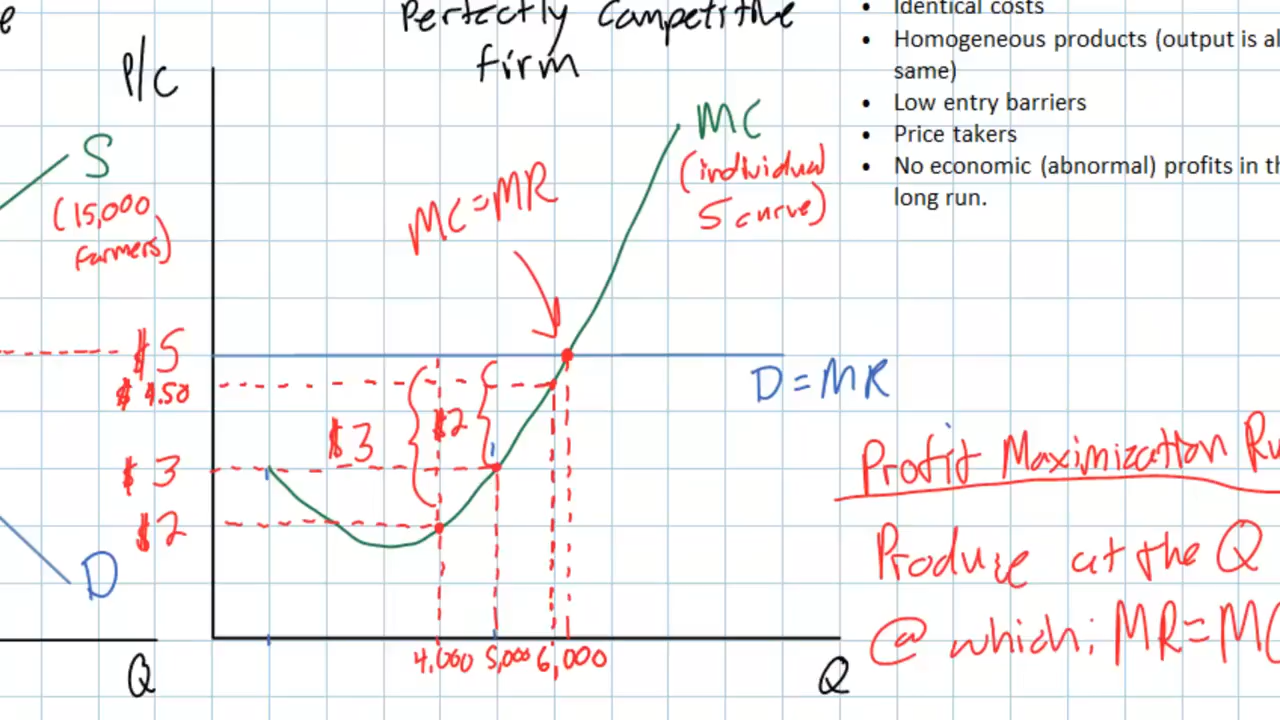 e
Perfectly Competitive
firm
P/C
S
(15,000
farmers)
MC
(individual
S curve)
MC=MR
$5
$4.50
$3
$2
$3
$2
D=MR
D
4,000 5,000 6,000
Q
Q
• Identical costs
• Homogeneous products (output is al
same)
• Low entry barriers
• Price takers
• No economic (abnormal) profits in th
long run.
Profit Maximization Ru
Produce at the Q
@ which; MR=MC